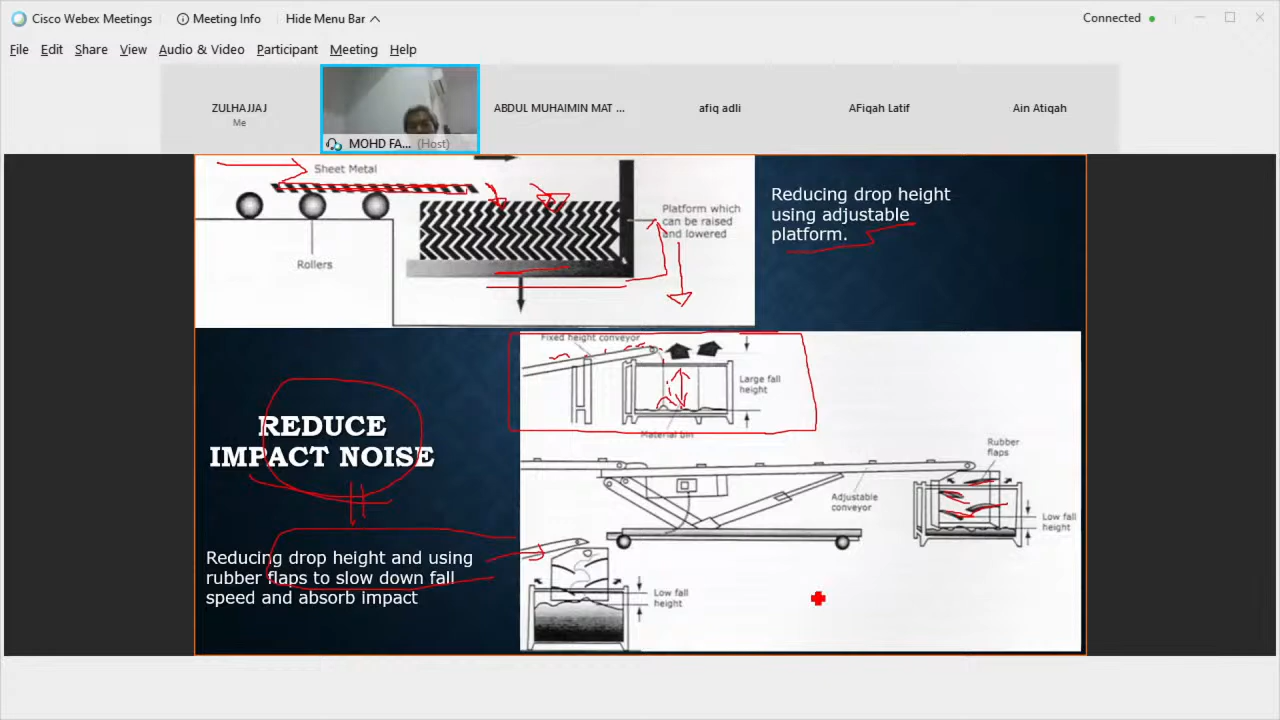 Cisco Webex Meetings
Meeting Info
Hide Menu Bar
Connected
File Edit Share View Audio & Video Participant Meeting Help
ZULHAJJAJ
Me
MOHD FA... (Host)
ABDUL MUHAIMIN MAT ...
afiq adli
AFiqah Latif
Ain Atiqah
Sheet Metal
Rollers
Platform which
can be raised
and lowered
Reducing drop height
using adjustable
platform.
REDUCE
IMPACT NOISE
Reducing drop height and using
rubber flaps to slow down fall
speed and absorb impact
Fixed height conveyor
Large fall
height
Material bin
Rubber
flaps
Adjustable
conveyor
Low fall
height
Low fall
height